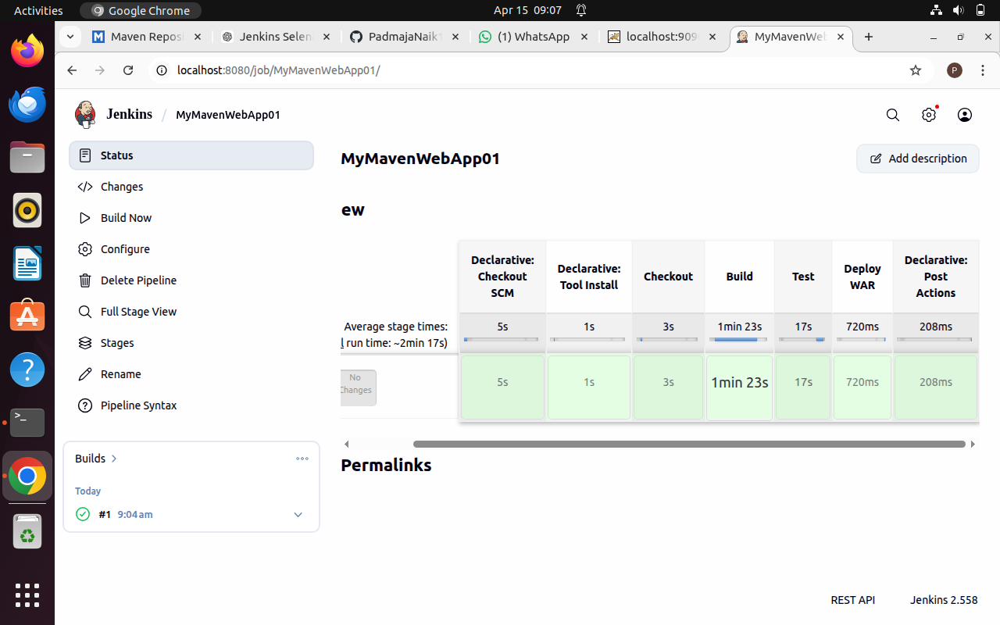 Activities
Google Chrome
Apr 15 09:07
Maven Reposi
Jenkins Selen
PadmajaNaik1
(1) WhatsApp
localhost:909
MyMavenWeb
localhost:8080/job/MyMavenWebApp01/
P
Jenkins / MyMavenWebApp01
Status
Changes
Build Now
Configure
Delete Pipeline
Full Stage View
Stages
Rename
Pipeline Syntax
Builds
Today
#1 9:04 am
MyMavenWebApp01
Add description
ew
Declarative: Checkout SCM
Declarative: Tool Install
Checkout
Build
Test
Deploy WAR
Declarative: Post Actions
Average stage times:
l run time: ~2min 17s)
5s
1s
3s
1min 23s
17s
720ms
208ms
No Changes
5s
1s
3s
1min 23s
17s
720ms
208ms
Permalinks
REST API
Jenkins 2.558